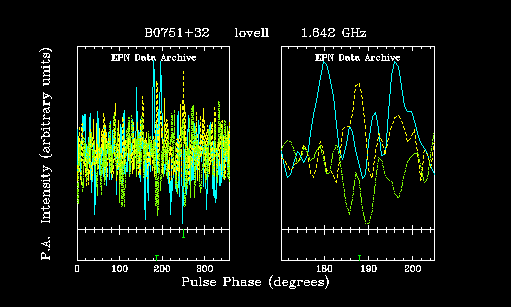 B0751+32 lovell 1.642 GHz
EPN Data Archive EPN Data Archive
P.A. Intensity (arbitrary units)
0 100 200 300 180 190 200
Pulse Phase (degrees)